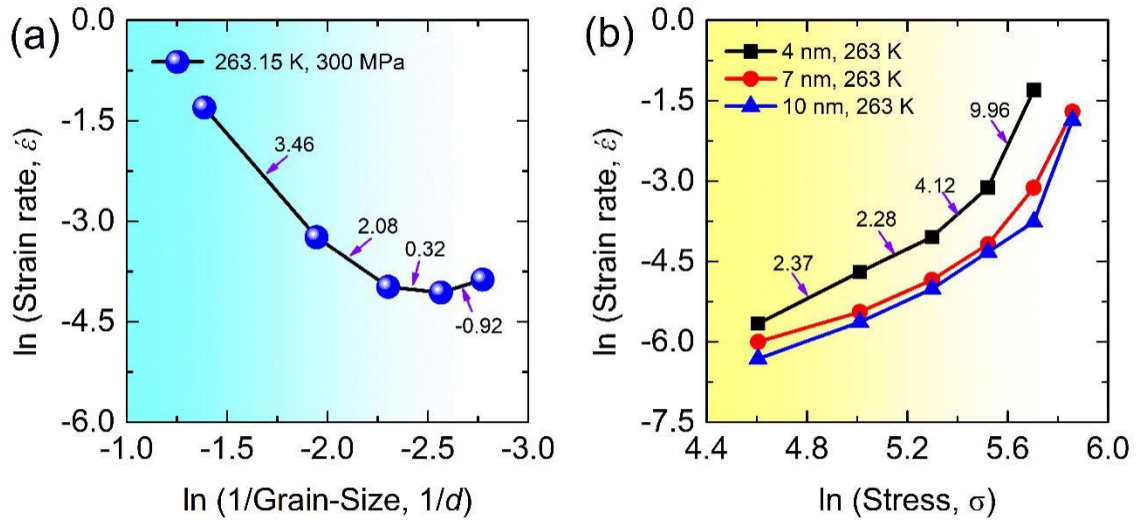 (a)
263.15 K, 300 MPa
3.46
2.08
0.32
-0.92
0.0
-1.5
-3.0
-4.5
-6.0
ln (Strain rate, έ)
-1.0
-1.5
-2.0
-2.5
-3.0
ln (1/Grain-Size, 1/d)
(b)
4 nm, 263 K
7 nm, 263 K
10 nm, 263 K
9.96
4.12
2.28
2.37
0.0
-1.5
-3.0
-4.5
-6.0
-7.5
ln (Strain rate, έ)
4.4
4.8
5.2
5.6
6.0
ln (Stress, σ)